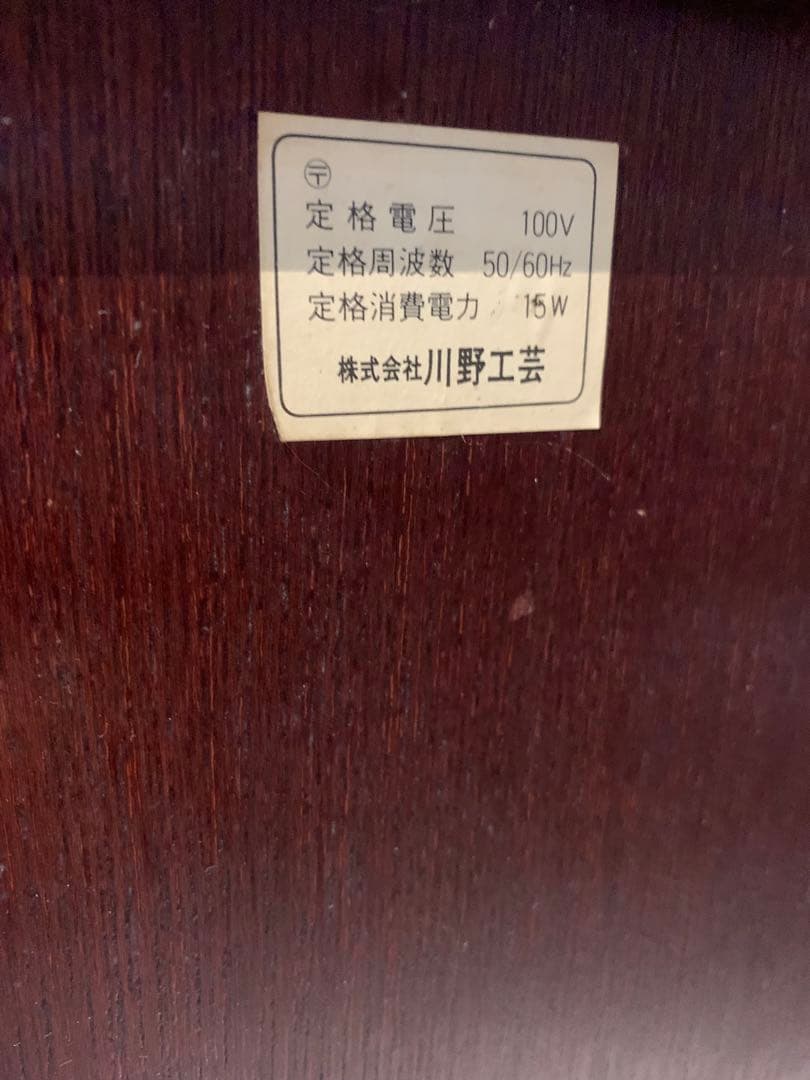 〶
定格電圧 100V
定格周波数 50/60Hz
定格消費電力 15W
株式会社川野工芸